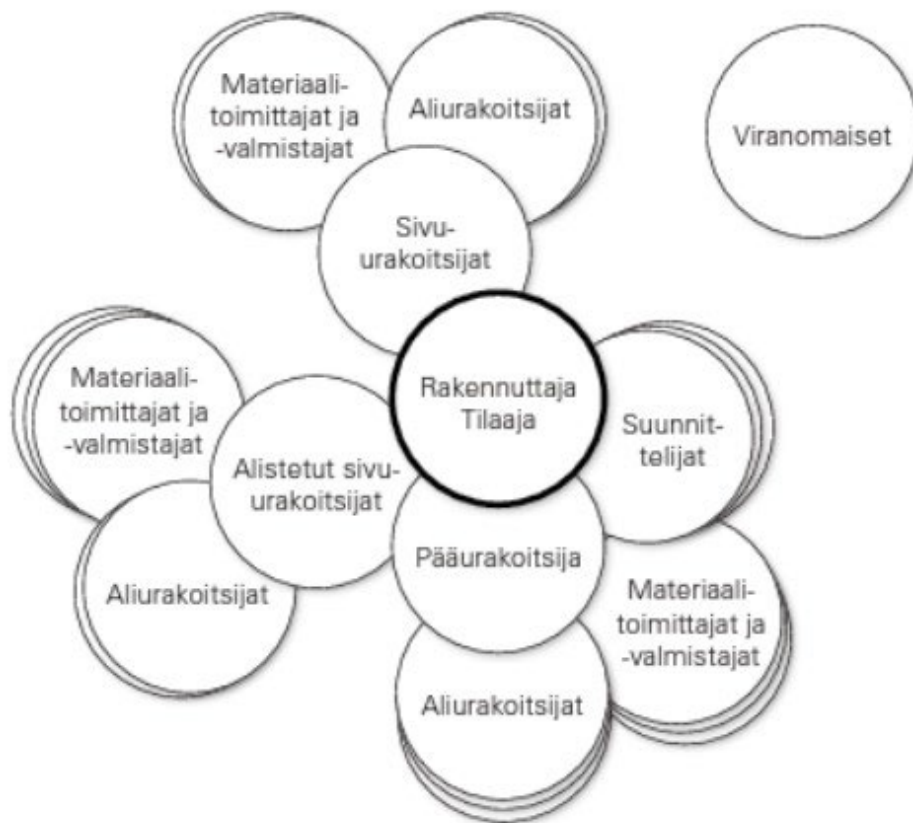 Materiaali-
toimittajat ja
-valmistajat
Aliurakoitsijat
Viranomaiset
Sivu-
urakoitsijat
Materiaali-
toimittajat ja
-valmistajat
Rakennuttaja
Tilaaja
Suunnit-
telijat
Alistetut sivu-
urakoitsijat
Aliurakoitsijat
Pääurakoitsija
Materiaali-
toimittajat ja
-valmistajat
Aliurakoitsijat